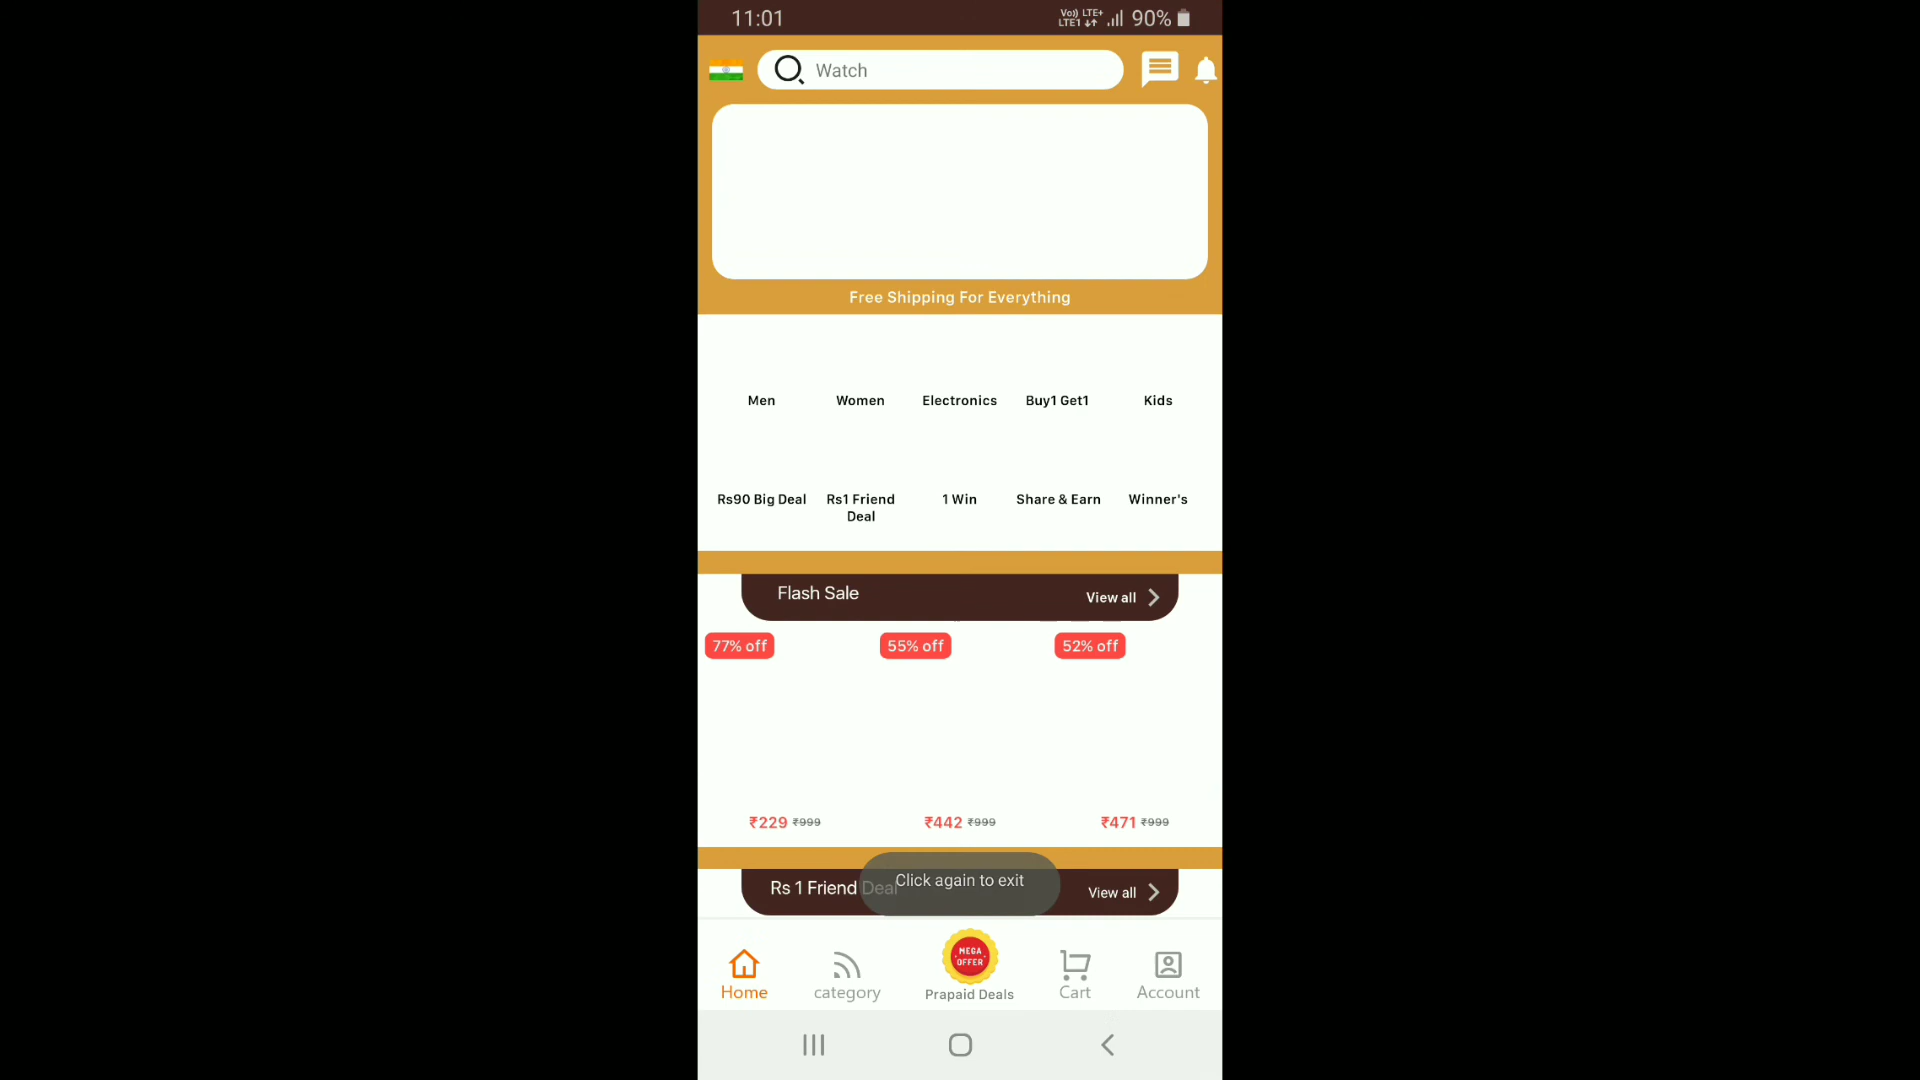 11:01
Vo)) LTE+
LTE1
90%
Watch
Free Shipping For Everything
Men
Women
Electronics
Buy1 Get1
Kids
Rs90 Big Deal
Rs1 Friend
Deal
1 Win
Share & Earn
Winner's
Flash Sale
View all
77% off
55% off
52% off
₹229 ₹999
₹442 ₹999
₹471 ₹999
Rs 1 Friend Deal
Click again to exit
View all
MEGA
OFFER
Home
category
Prapaid Deals
Cart
Account